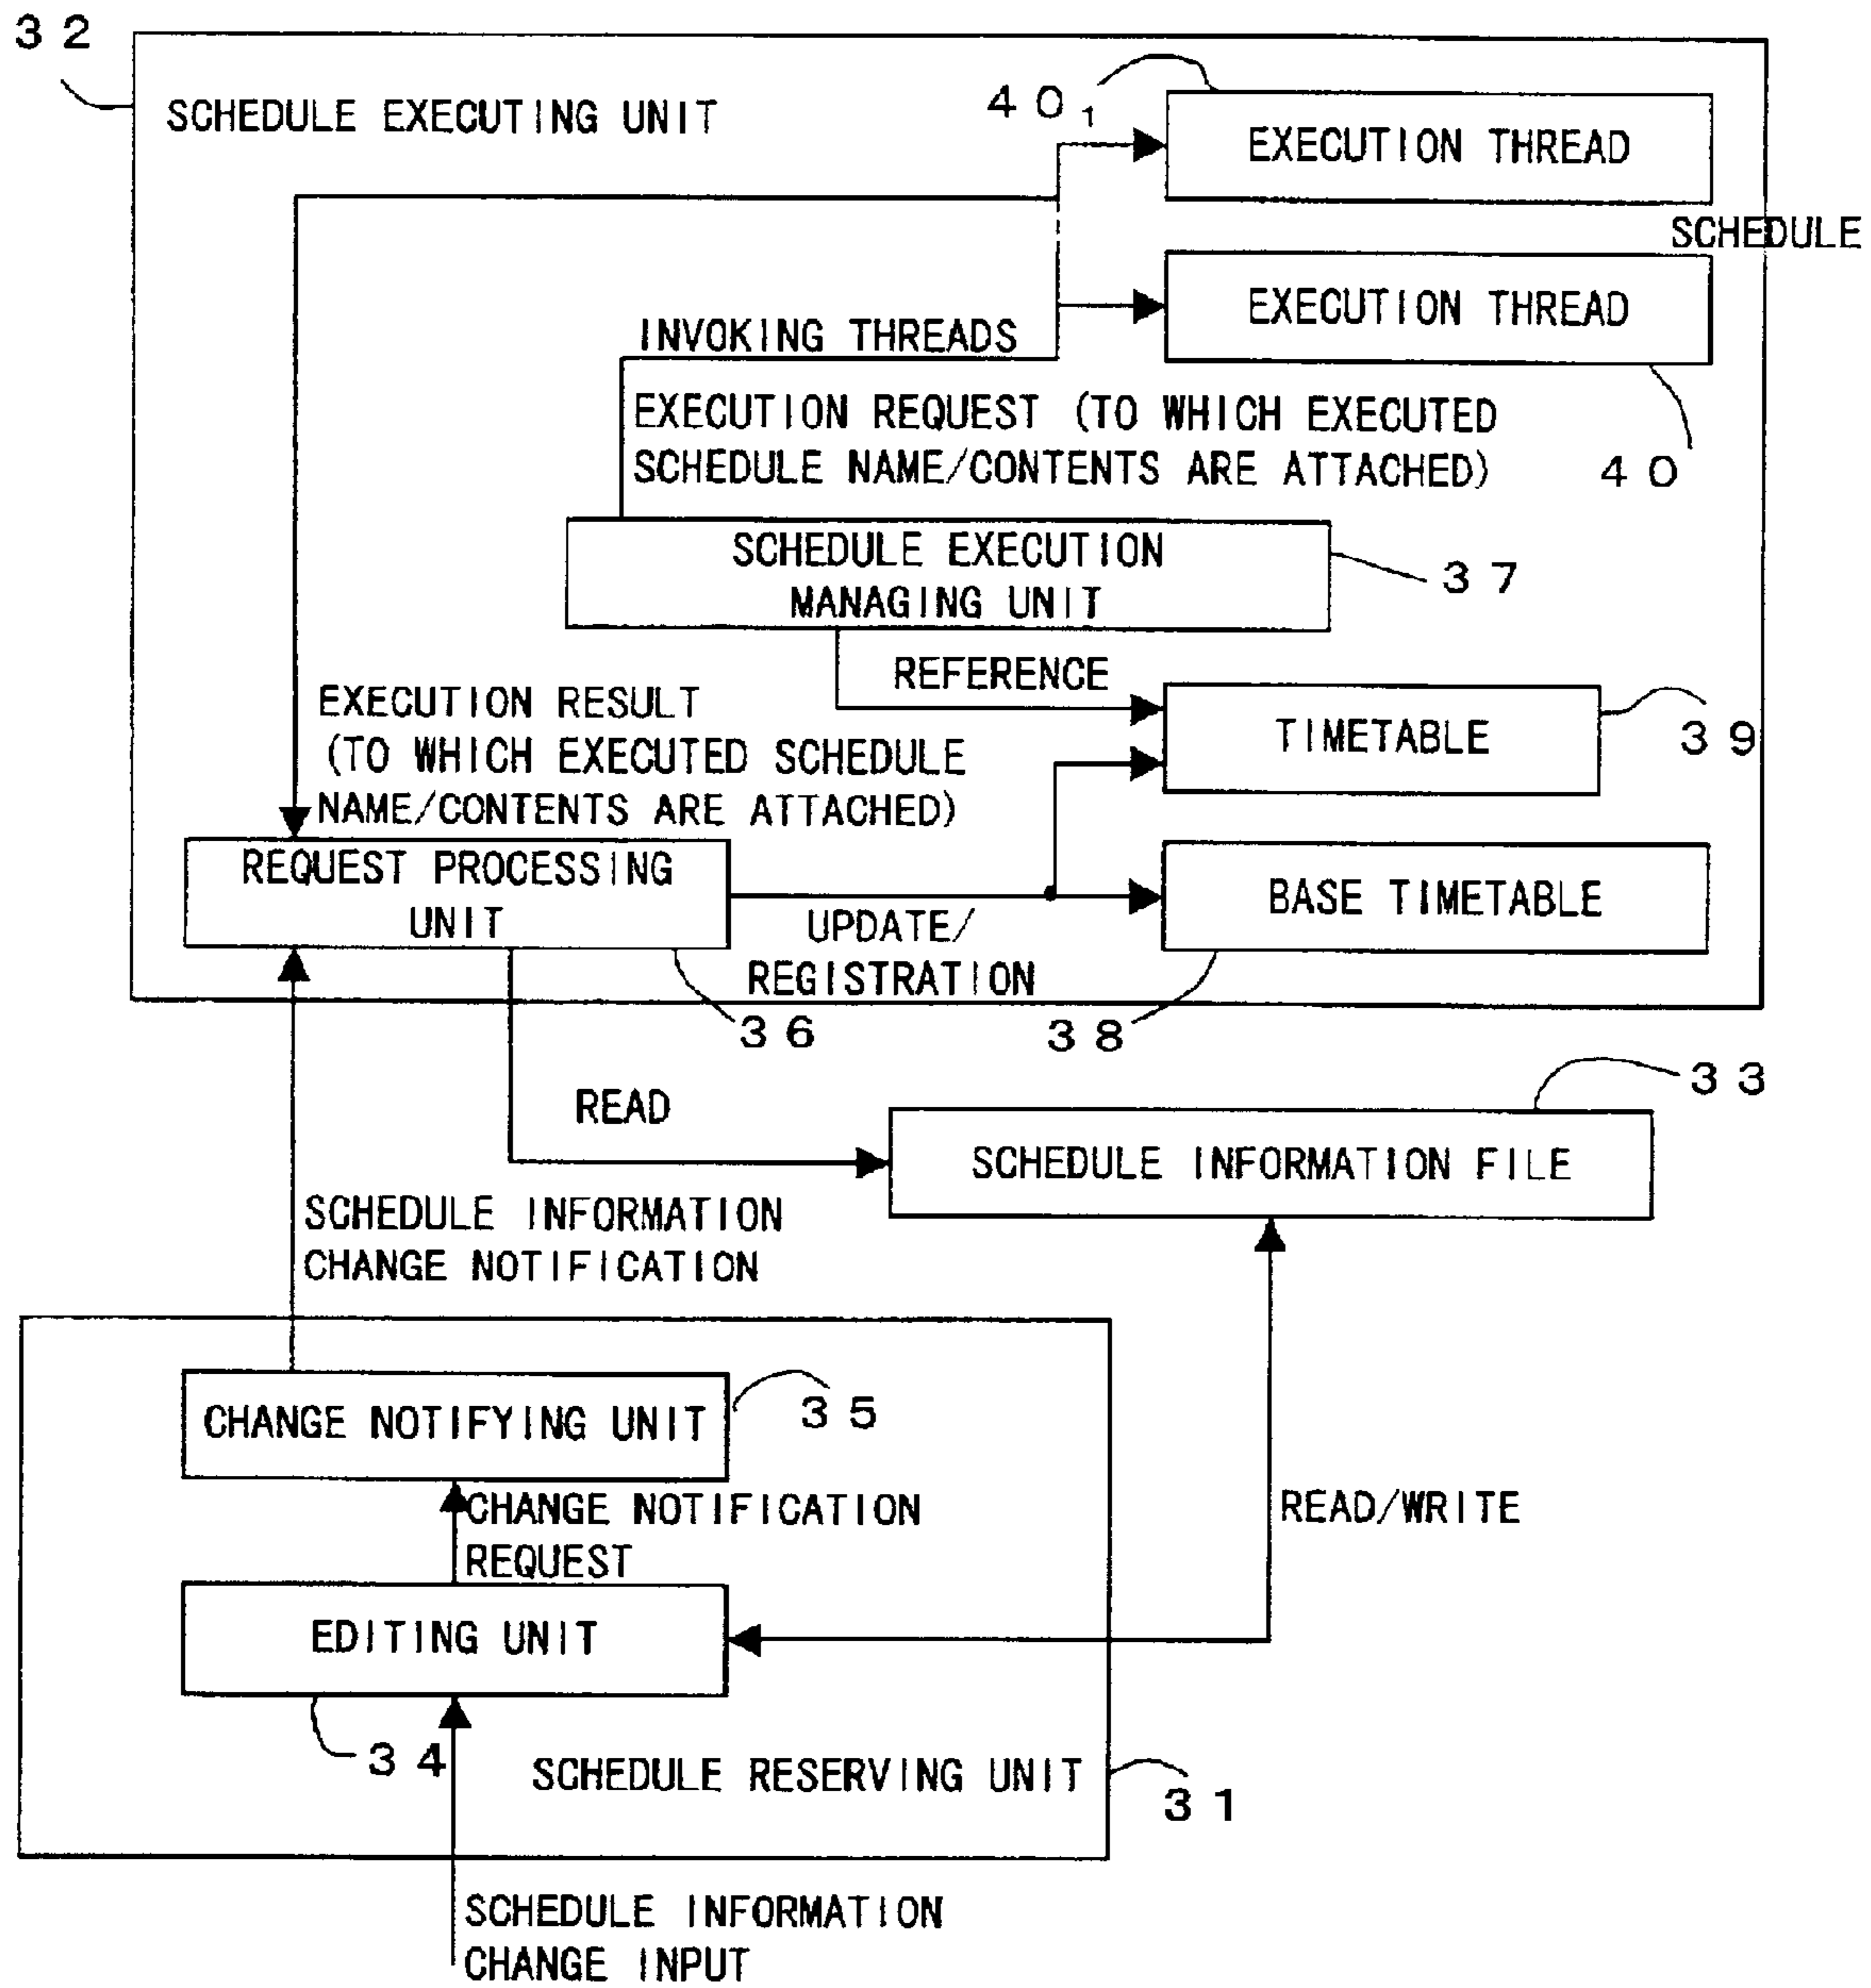 32
SCHEDULE EXECUTING UNIT
40₁
EXECUTION THREAD
SCHEDULE
EXECUTION THREAD
INVOKING THREADS
EXECUTION REQUEST (TO WHICH EXECUTED
SCHEDULE NAME/CONTENTS ARE ATTACHED)
40
SCHEDULE EXECUTION
MANAGING UNIT
37
REFERENCE
EXECUTION RESULT
(TO WHICH EXECUTED SCHEDULE
NAME/CONTENTS ARE ATTACHED)
TIMETABLE
39
REQUEST PROCESSING
UNIT
UPDATE/
REGISTRATION
BASE TIMETABLE
36
38
33
READ
SCHEDULE INFORMATION FILE
SCHEDULE INFORMATION
CHANGE NOTIFICATION
CHANGE NOTIFYING UNIT
35
CHANGE NOTIFICATION
REQUEST
READ/WRITE
EDITING UNIT
34
SCHEDULE RESERVING UNIT
31
SCHEDULE INFORMATION
CHANGE INPUT